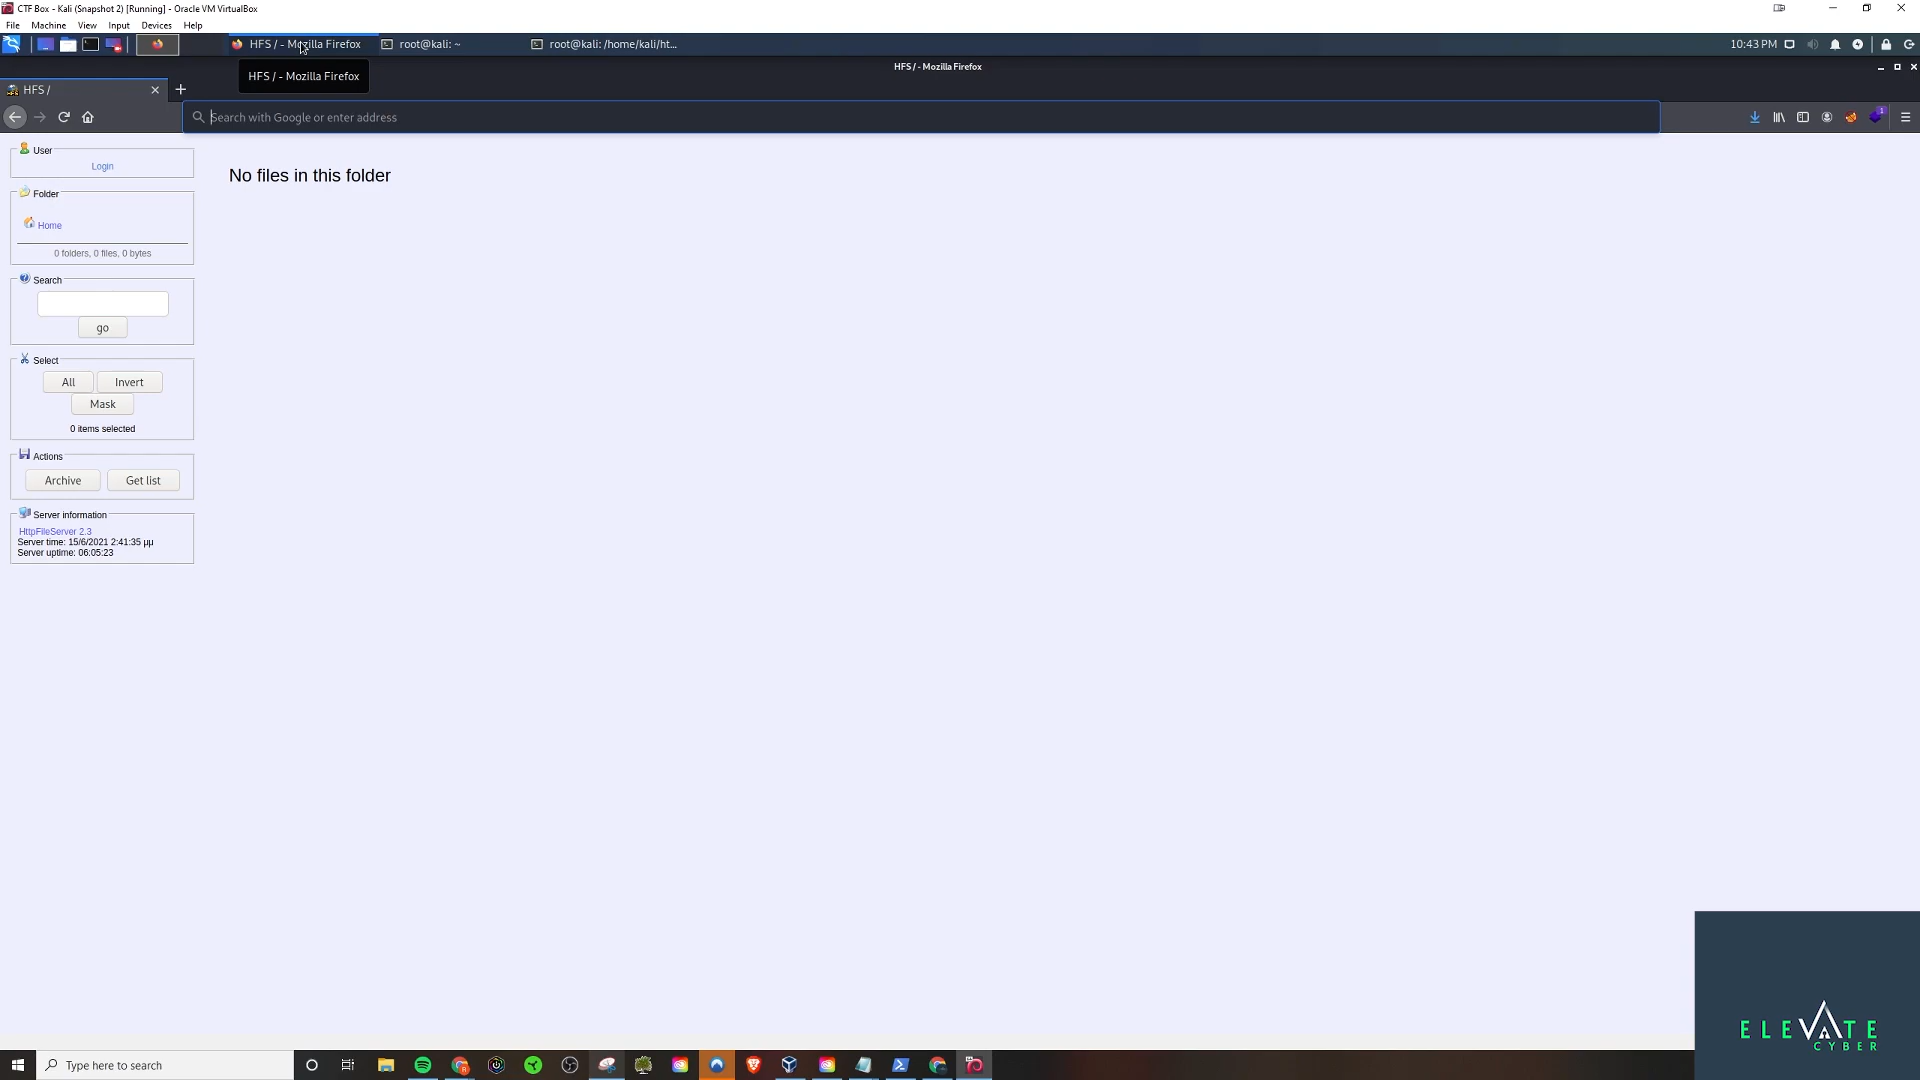 CTF Box - Kali (Snapshot 2) [Running] - Oracle VM VirtualBox
File Machine View Input Devices Help
HFS / - Mozilla Firefox root@kali: ~ root@kali: /home/kali/ht... 10:43 PM
HFS / - Mozilla Firefox
HFS / - Mozilla Firefox
HFS /
Search with Google or enter address
1
User
Login
No files in this folder
Folder
Home
0 folders, 0 files, 0 bytes
Search
go
Select
All Invert
Mask
0 items selected
Actions
Archive Get list
Server information
HttpFileServer 2.3
Server time: 15/6/2021 2:41:35 μμ
Server uptime: 06:05:23
ELEVATE
CYBER
Type here to search